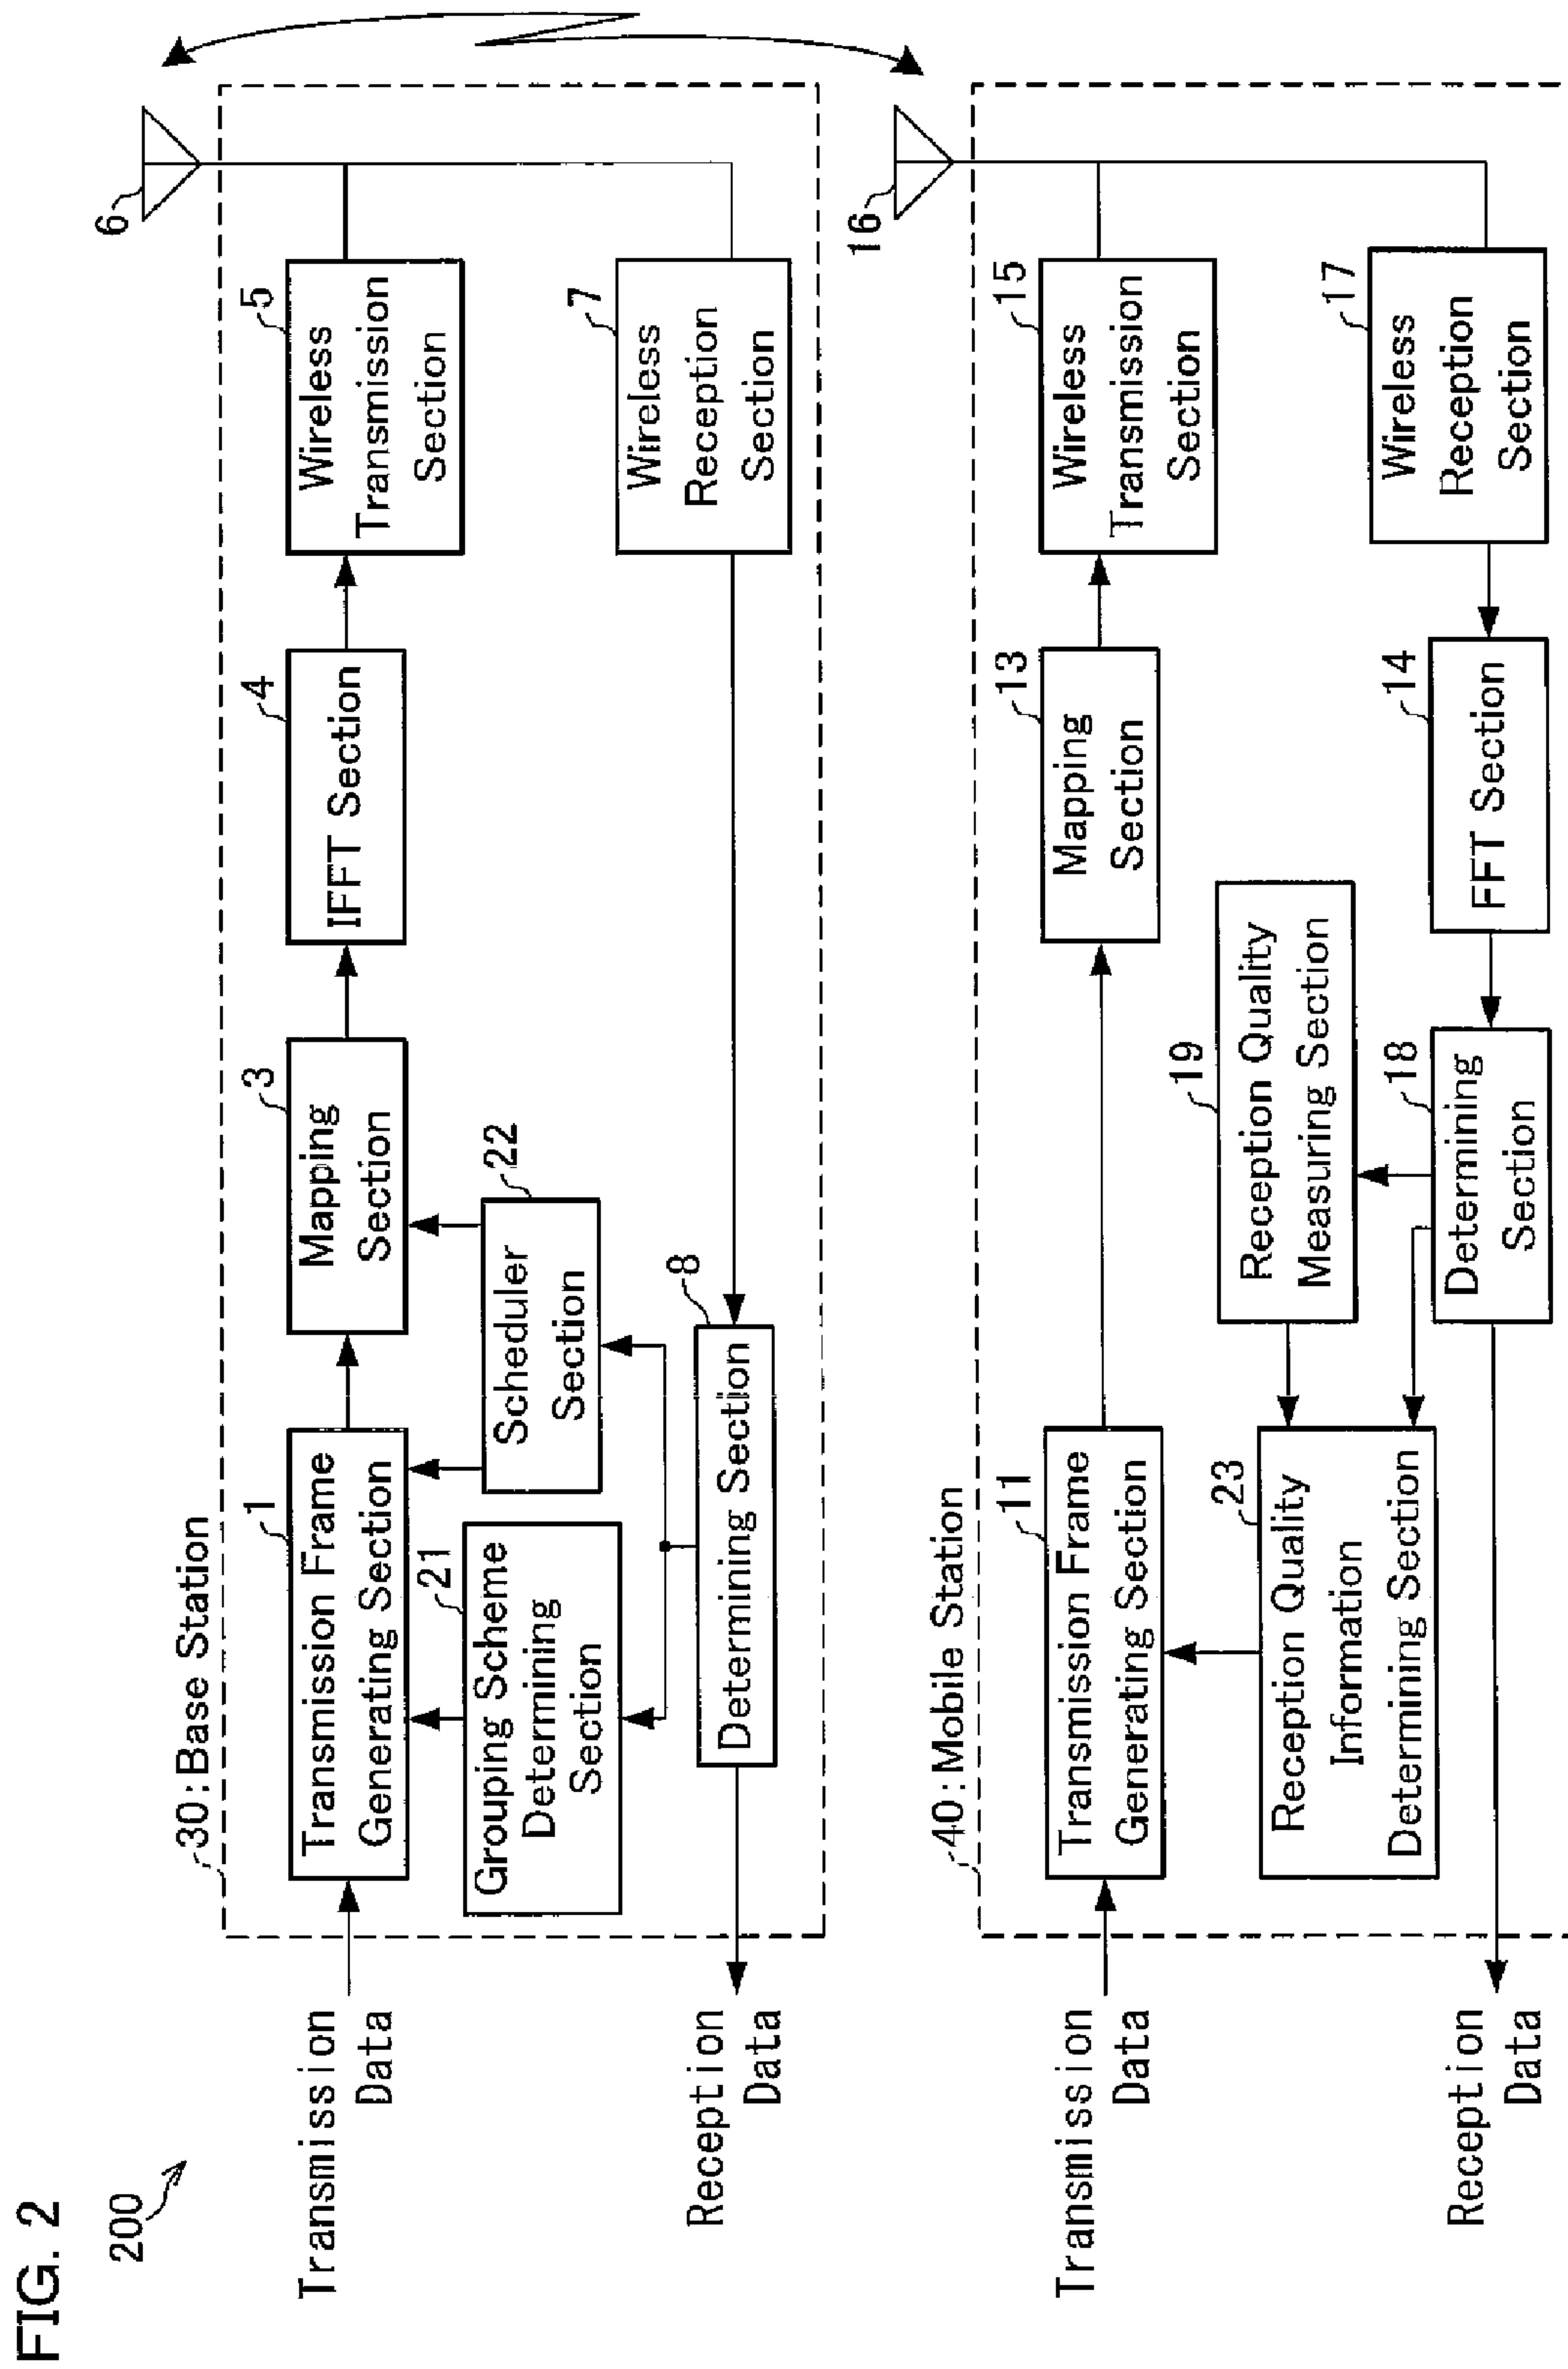 FIG. 2
200
30:Base Station
Transmission
Data
1
Transmission Frame
Generating Section
3
Mapping
Section
4
IFFT Section
5
Wireless
Transmission
Section
6
21
Grouping Scheme
Determining
Section
22
Scheduler
Section
7
Wireless
Reception
Section
8
Determining Section
Reception
Data
40:Mobile Station
Transmission
Data
11
Transmission Frame
Generating Section
13
Mapping
Section
15
Wireless
Transmission
Section
16
23
Reception Quality
Information
Determining Section
19
Reception Quality
Measuring Section
18
Determining
Section
14
FFT Section
17
Wireless
Reception
Section
Reception
Data